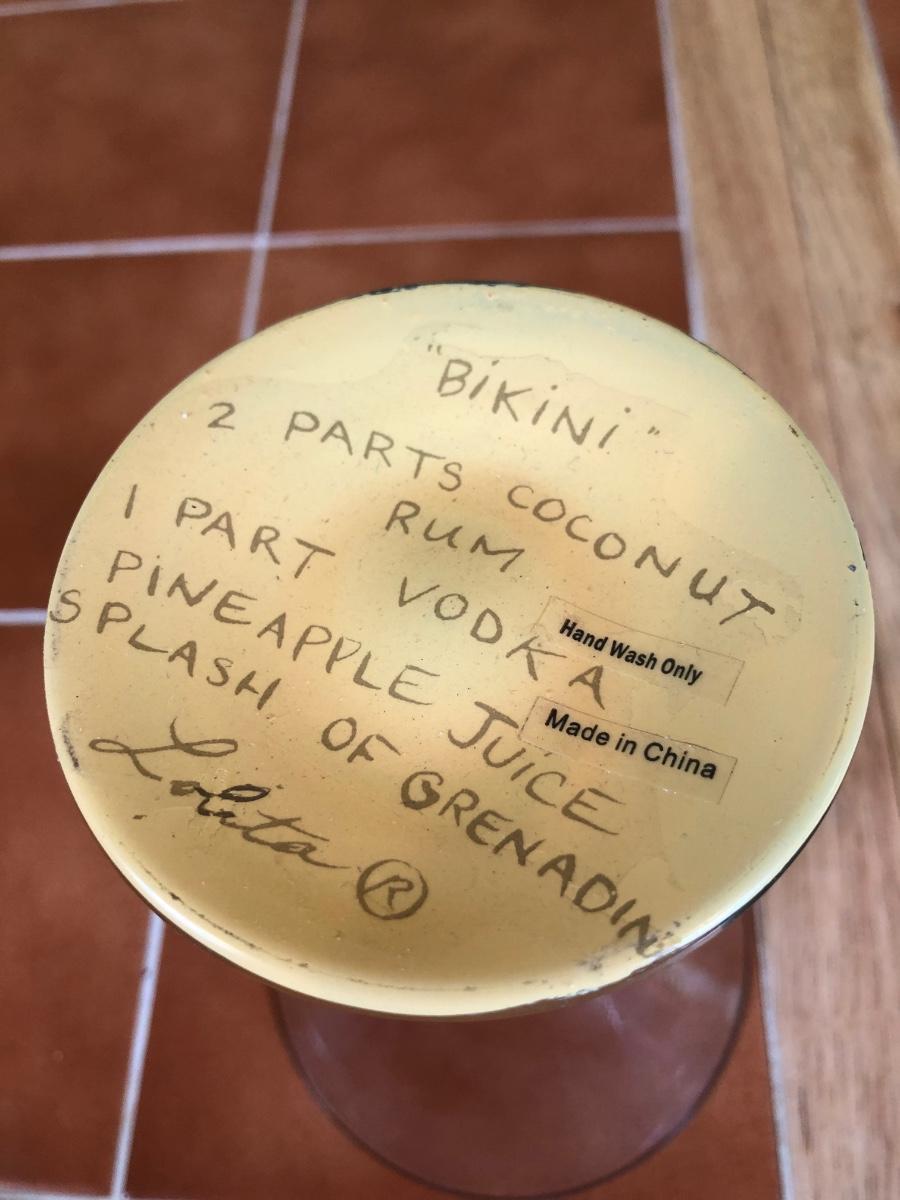 "BiKiNi"
2 PARTS COCONUT
RUM
1 PART VODKA
PINEAPPLE JUiCE
SPLASH OF GRENADIN
Lolita ®
Hand Wash Only
Made in China